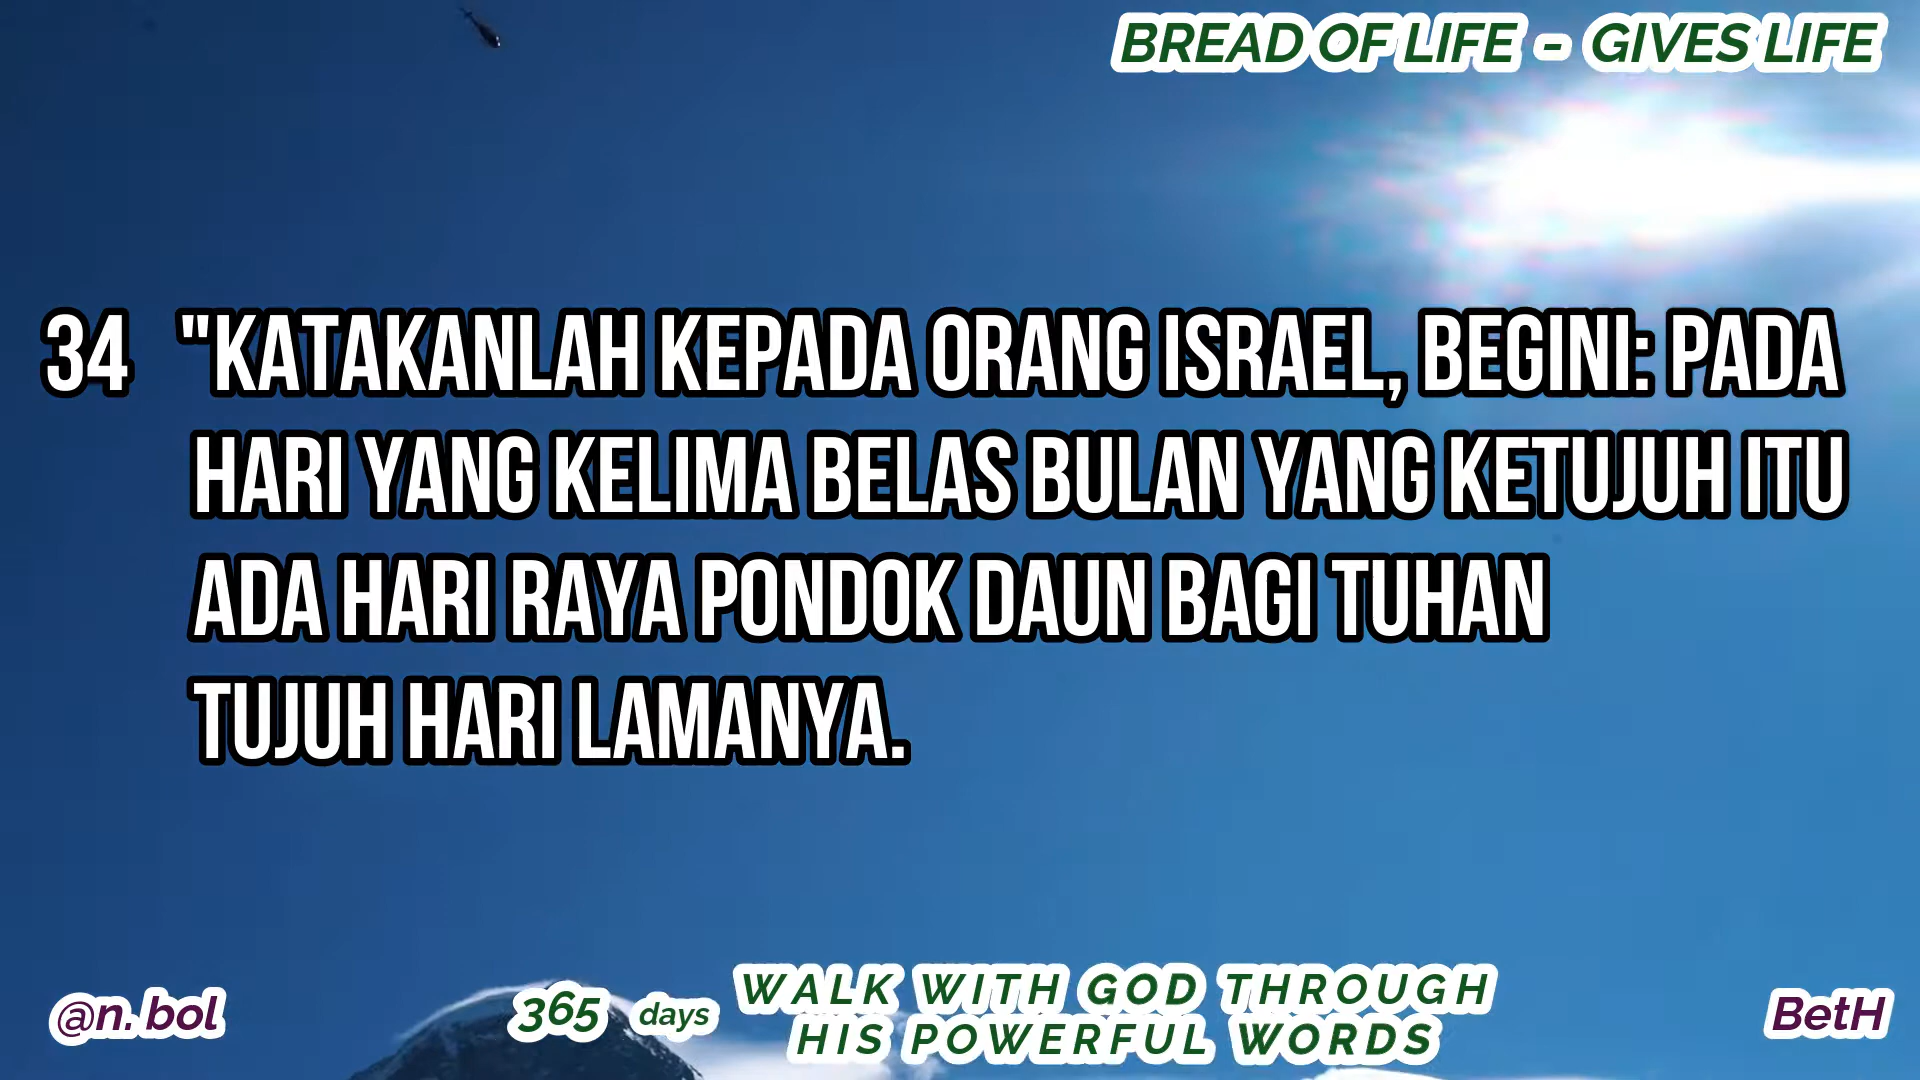 BREAD OF LIFE - GIVES LIFE
34 "KATAKANLAH KEPADA ORANG ISRAEL, BEGINI: PADA
HARI YANG KELIMA BELAS BULAN YANG KETUJUH ITU
ADA HARI RAYA PONDOK DAUN BAGI TUHAN
TUJUH HARI LAMANYA.
@n. bol
365 days
WALK WITH GOD THROUGH
HIS POWERFUL WORDS
BetH